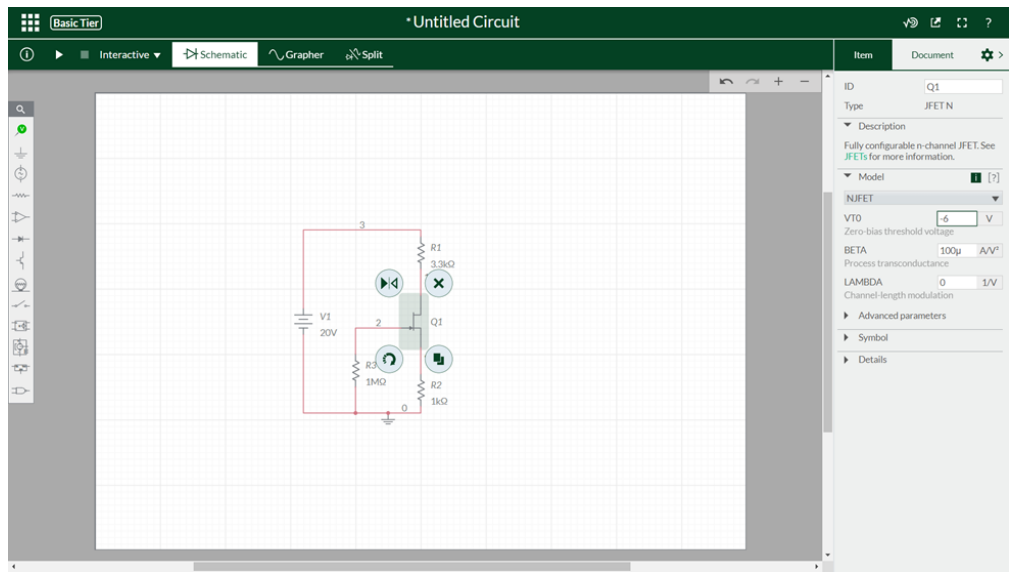 Basic Tier
*Untitled Circuit
?
Interactive
Schematic
Grapher
Split
Item
Document
ID
Q1
Type
JFET N
Description
Fully configurable n-channel JFET. See
JFETs for more information.
Model
i [?]
NJFET
VT0
-6
V
Zero-bias threshold voltage
BETA
100µ
A/V²
Process transconductance
LAMBDA
0
1/V
Channel-length modulation
Advanced parameters
Symbol
Details
3
R1
3.3kΩ
V1
20V
2
Q1
R3
1MΩ
R2
1kΩ
0